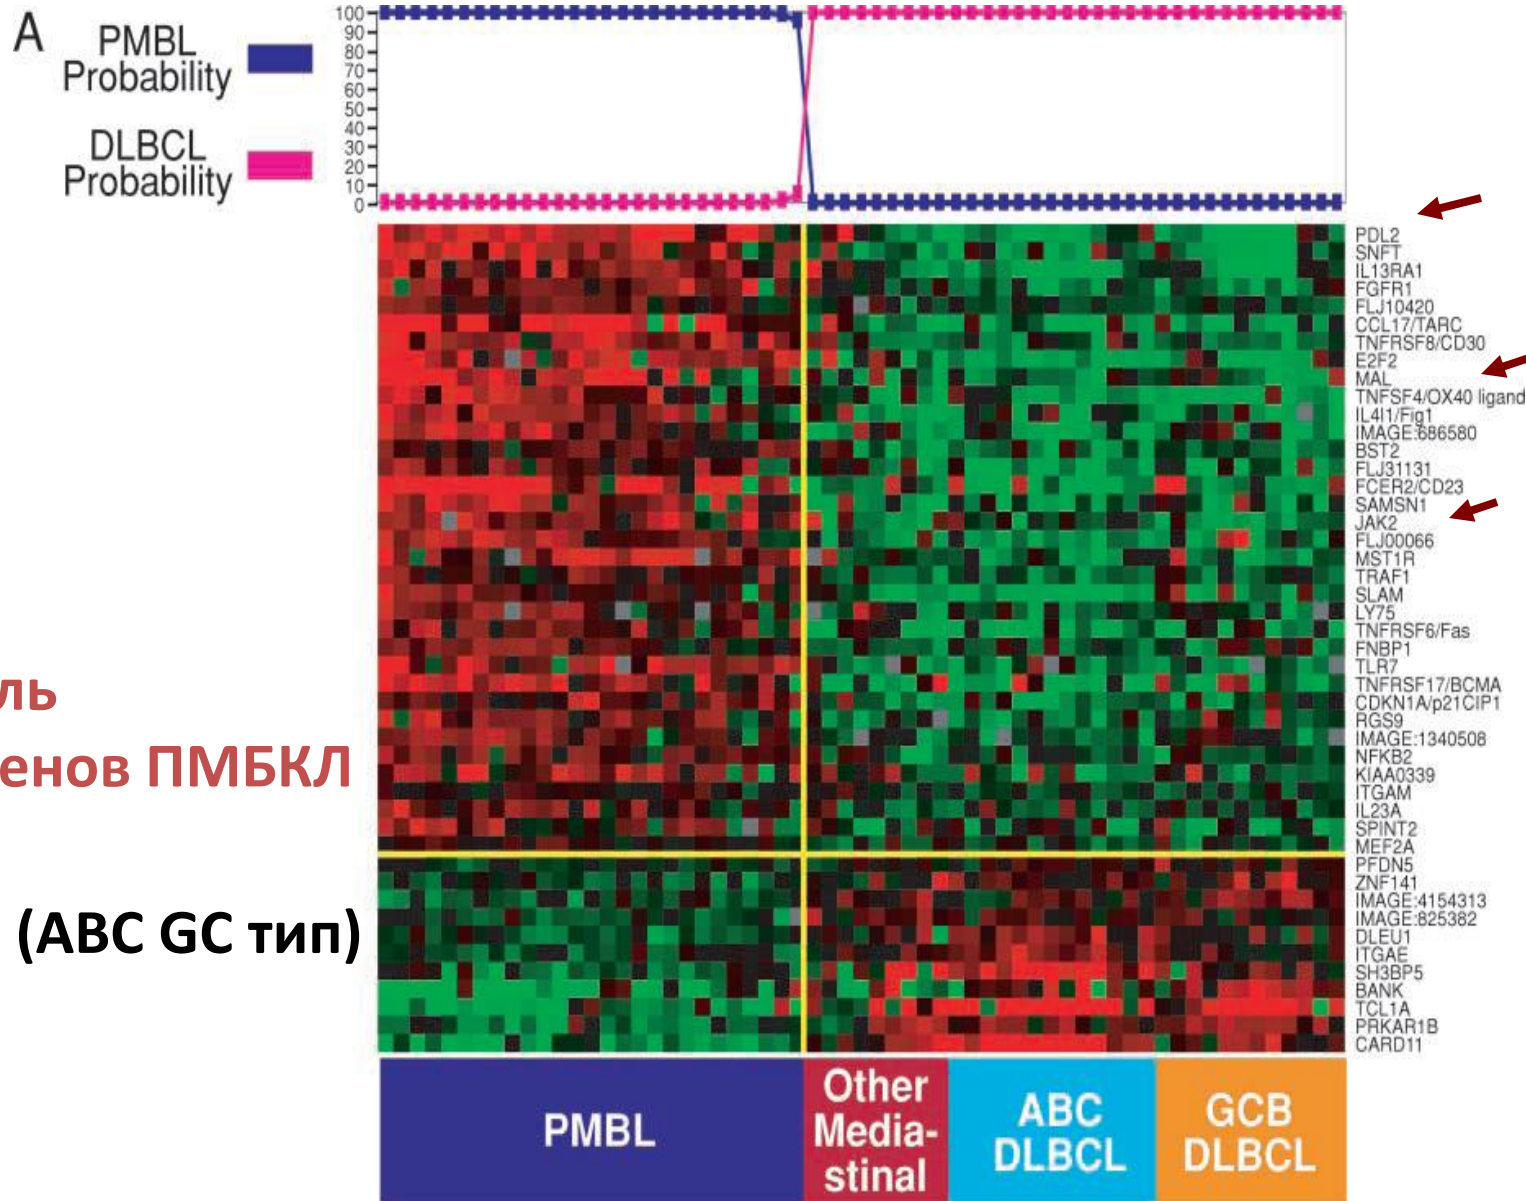 A
PMBL
Probability
DLBCL
Probability
100
90
80
70
60
50
40
30
20
10
0
PDL2
SNFT
IL13RA1
FGFR1
FLJ10420
CCL17/TARC
TNFRSF8/CD30
E2F2
MAL
TNFSF4/OX40 ligand
IL4I1/Fig1
IMAGE:686580
BST2
FLJ31131
FCER2/CD23
SAMSN1
JAK2
FLJ00066
MST1R
TRAF1
SLAM
LY75
TNFRSF6/Fas
FNBP1
TLR7
TNFRSF17/BCMA
CDKN1A/p21CIP1
RGS9
IMAGE:1340508
NFKB2
KIAA0339
ITGAM
IL23A
SPINT2
MEF2A
PFDN5
ZNF141
IMAGE:4154313
IMAGE:825382
DLEU1
ITGAE
SH3BP5
BANK
TCL1A
PRKAR1B
CARD11
ль
енов ПМБКЛ
(ABC GC тип)
PMBL
Other
Media-
stinal
ABC
DLBCL
GCB
DLBCL